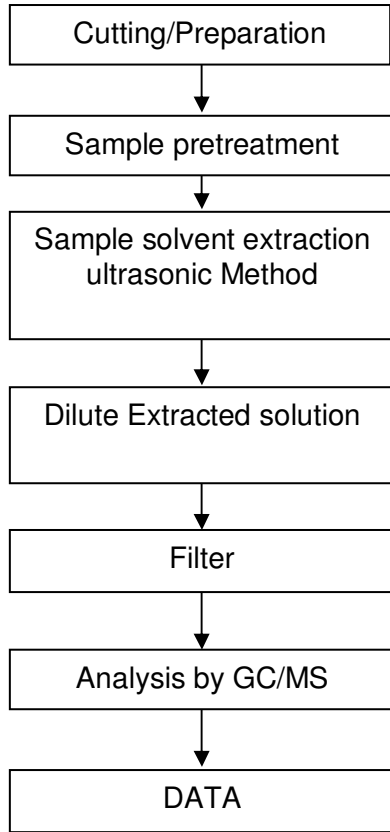 Cutting/Preparation
Sample pretreatment
Sample solvent extraction
ultrasonic Method
Dilute Extracted solution
Filter
Analysis by GC/MS
DATA